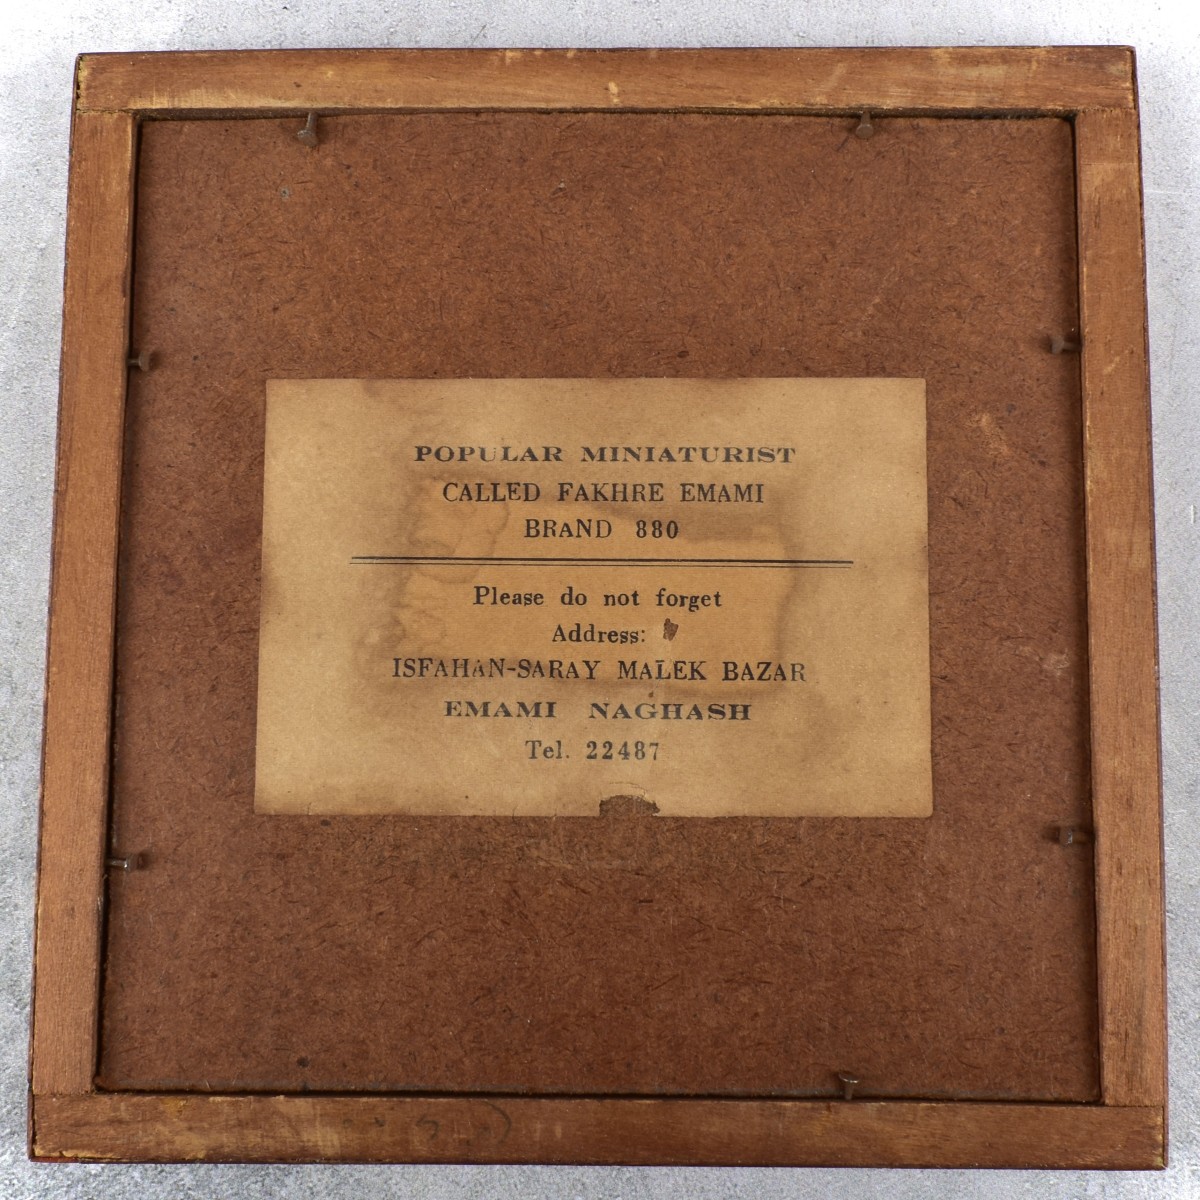 POPULAR MINIATURIST
CALLED FAKHRE EMAMI
BRAND 880
Please do not forget
Address:
ISFAHAN-SARAY MALEK BAZAR
EMAMI NAGHASH
Tel. 22487